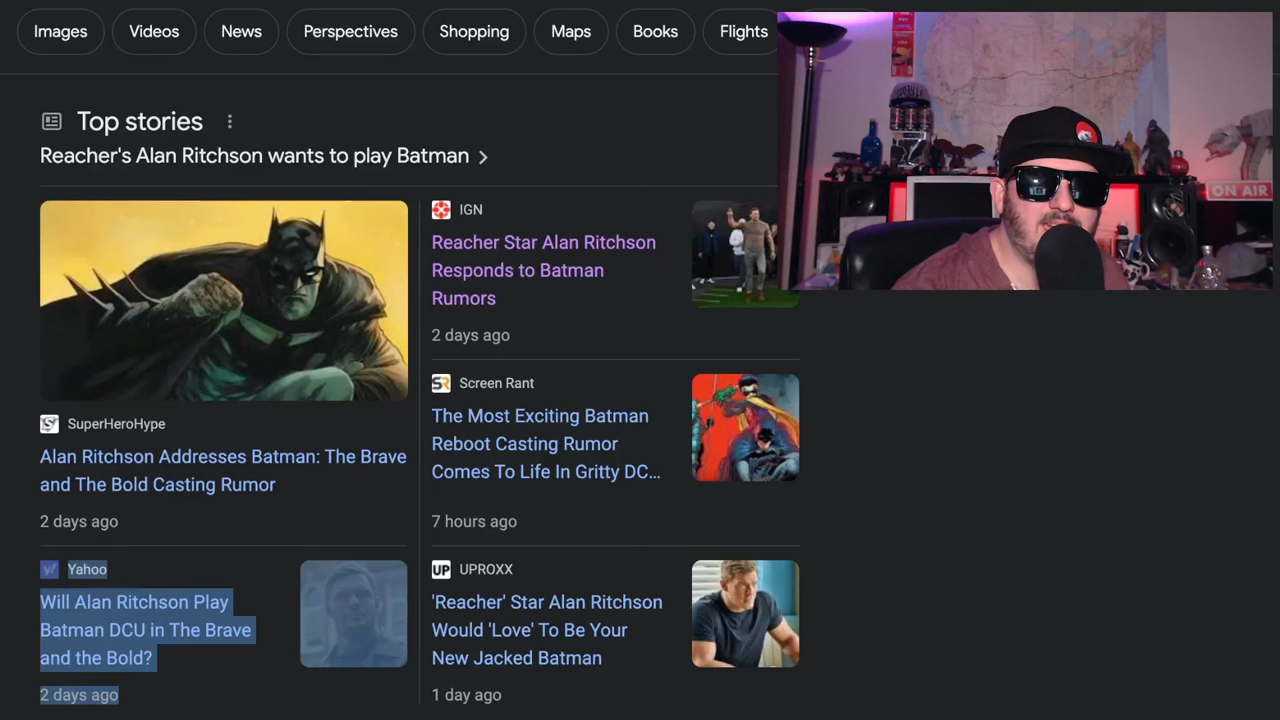 Images
Videos
News
Perspectives
Shopping
Maps
Books
Flights
Top stories
Reacher's Alan Ritchson wants to play Batman
SuperHeroHype
Alan Ritchson Addresses Batman: The Brave
and The Bold Casting Rumor
2 days ago
Yahoo
Will Alan Ritchson Play
Batman DCU in The Brave
and the Bold?
2 days ago
IGN
Reacher Star Alan Ritchson
Responds to Batman
Rumors
2 days ago
SR
Screen Rant
The Most Exciting Batman
Reboot Casting Rumor
Comes To Life In Gritty DC...
7 hours ago
UP
UPROXX
'Reacher' Star Alan Ritchson
Would 'Love' To Be Your
New Jacked Batman
1 day ago
ON AIR